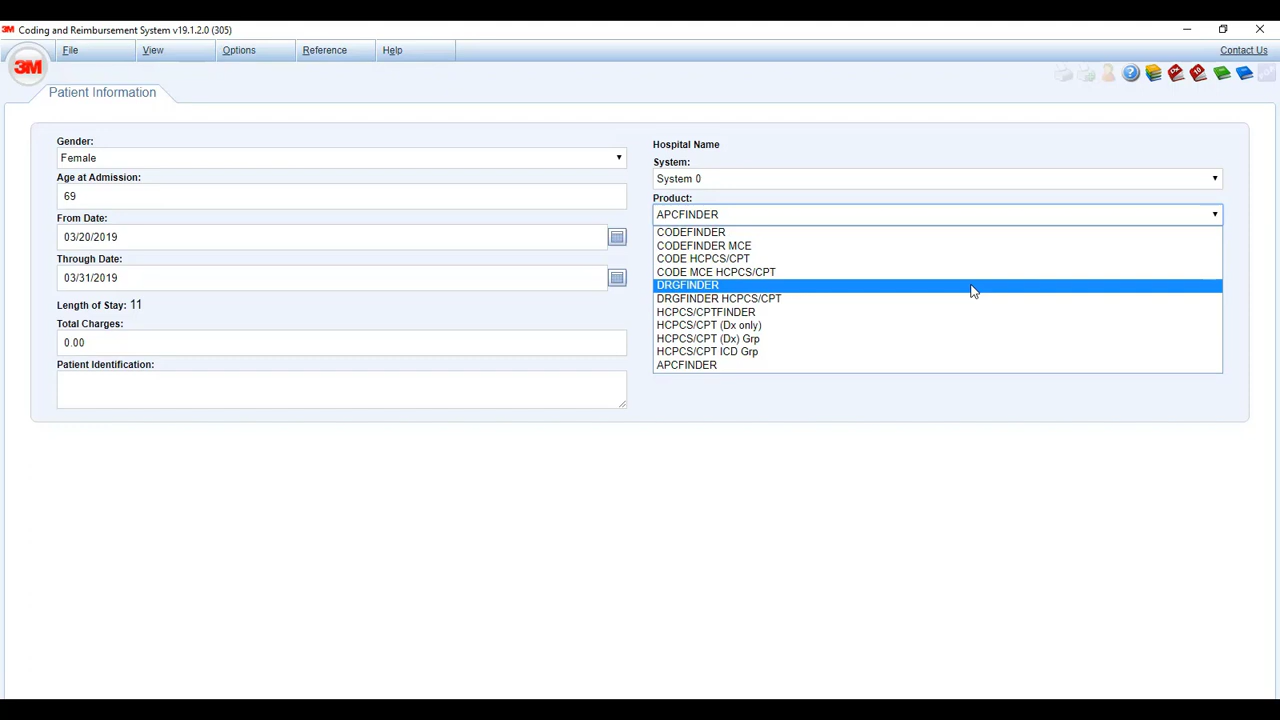 3M Coding and Reimbursement System v19.1.2.0 (305)
File View Options Reference Help Contact Us
3M
Patient Information
Gender:
Female
Age at Admission:
69
From Date:
03/20/2019
Through Date:
03/31/2019
Length of Stay: 11
Total Charges:
0.00
Patient Identification:
Hospital Name
System:
System 0
Product:
APCFINDER
CODEFINDER
CODEFINDER MCE
CODE HCPCS/CPT
CODE MCE HCPCS/CPT
DRGFINDER
DRGFINDER HCPCS/CPT
HCPCS/CPTFINDER
HCPCS/CPT (Dx only)
HCPCS/CPT (Dx) Grp
HCPCS/CPT ICD Grp
APCFINDER